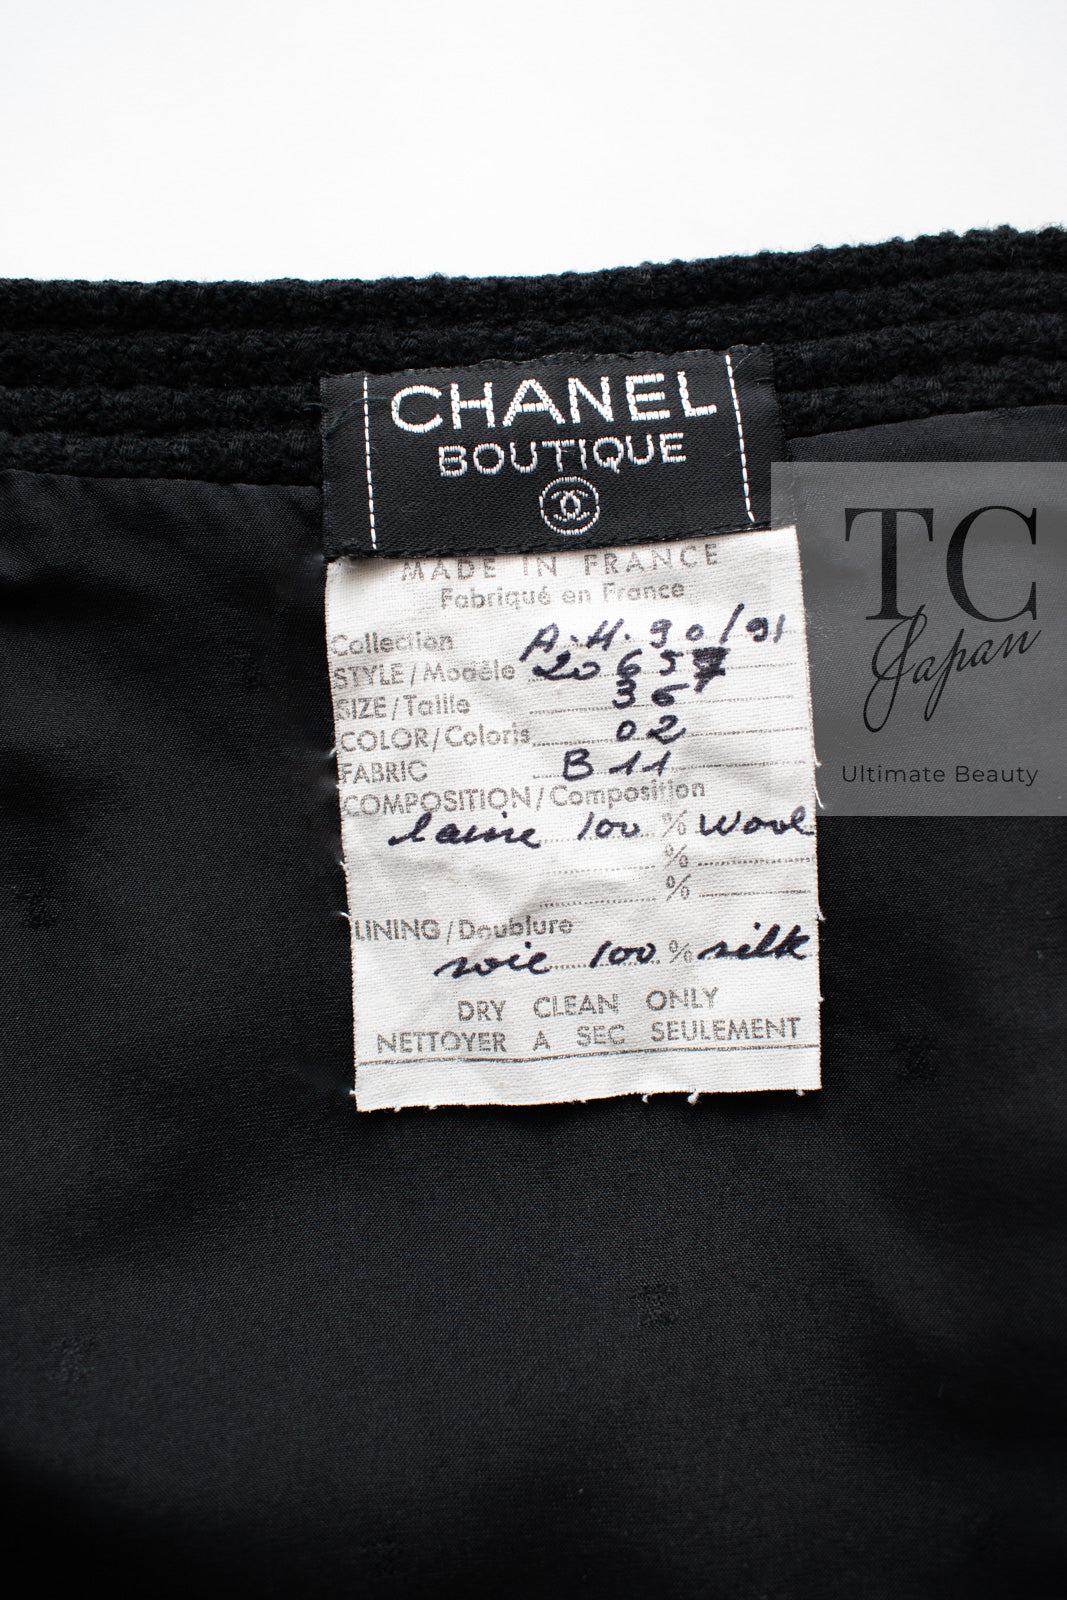 CHANEL
BOUTIQUE
MADE IN FRANCE
Fabriqué en France
Collection A.H. 90/91
STYLE/Modèle 20657
SIZE/Taille 36
COLOR/Coloris 02
FABRIC B 11
COMPOSITION/Composition
laine 100 % Wool
%
%
LINING/Doublure
soie 100 % silk
DRY CLEAN ONLY
NETTOYER A SEC SEULEMENT
TC
Japan
Ultimate Beauty